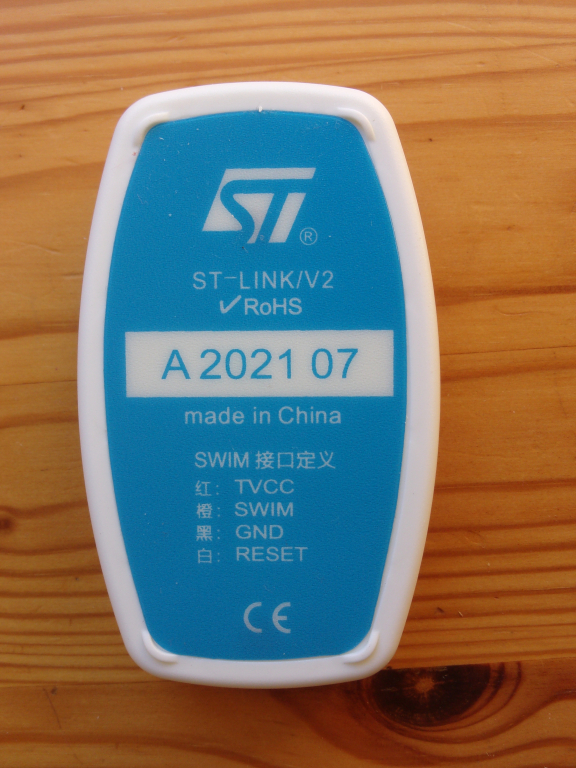 ST®
ST-LINK/V2
✓RoHS
A 2021 07
made in China
SWIM 接口定义
红: TVCC
橙: SWIM
黑: GND
白: RESET
CE